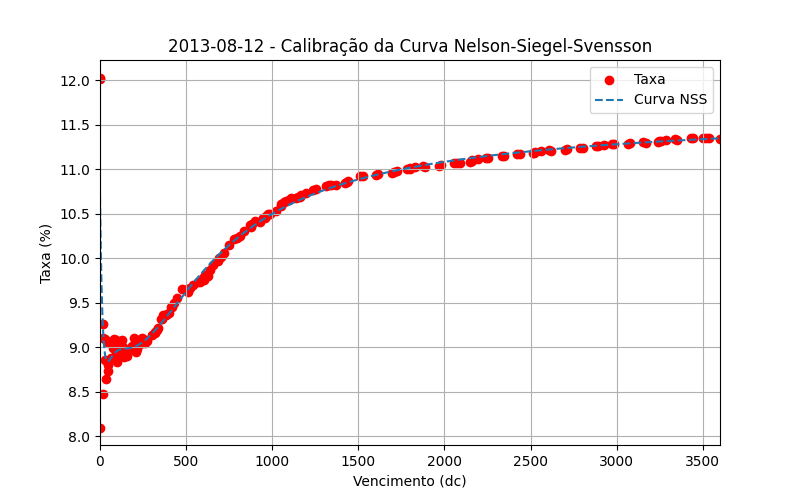 2013-08-12 - Calibração da Curva Nelson-Siegel-Svensson
Taxa
Curva NSS
Taxa (%)
12.0
11.5
11.0
10.5
10.0
9.5
9.0
8.5
8.0
0 500 1000 1500 2000 2500 3000 3500
Vencimento (dc)